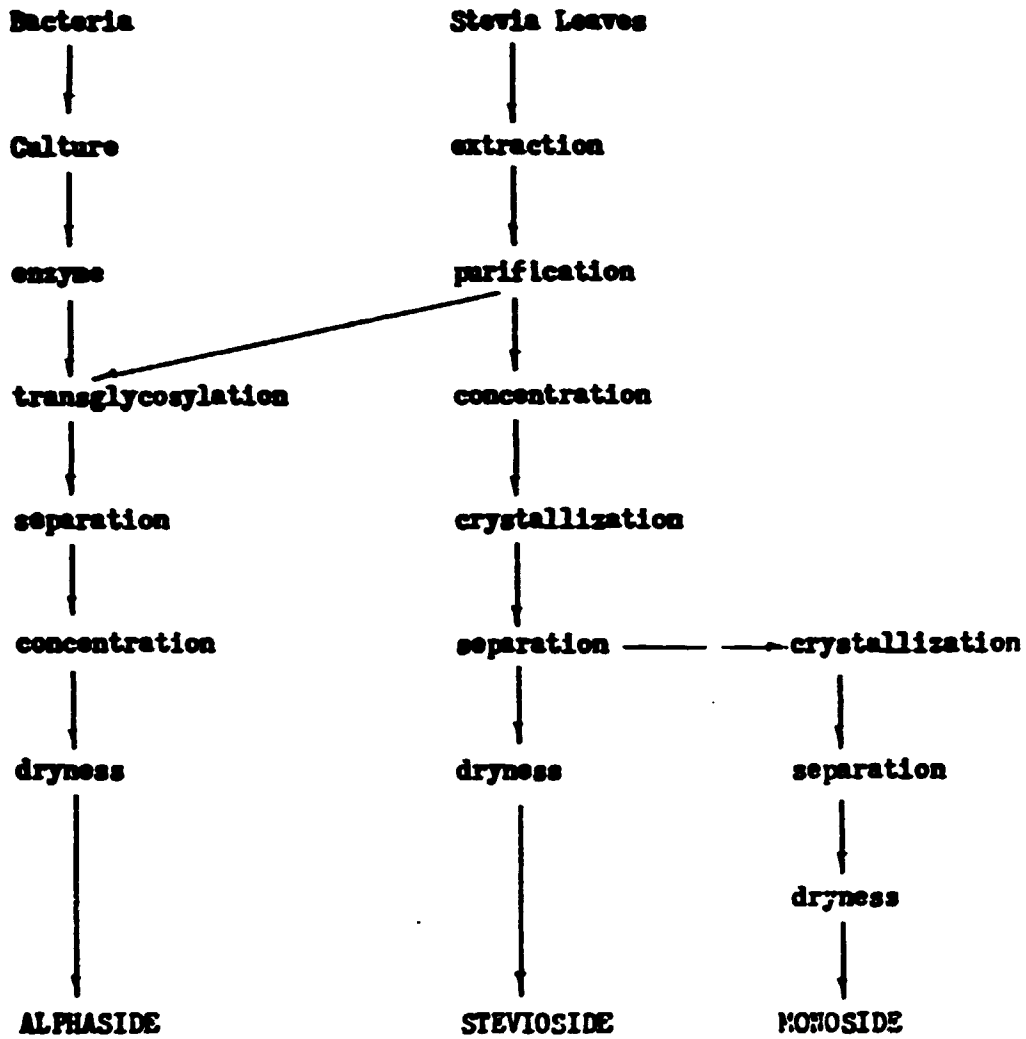 Bacteria Stevia Leaves
Culture extraction
enzyme purification
transglycosylation concentration
separation crystallization
concentration separation crystallization
dryness dryness separation
dryness
ALPHASIDE STEVIOSIDE MONOSIDE